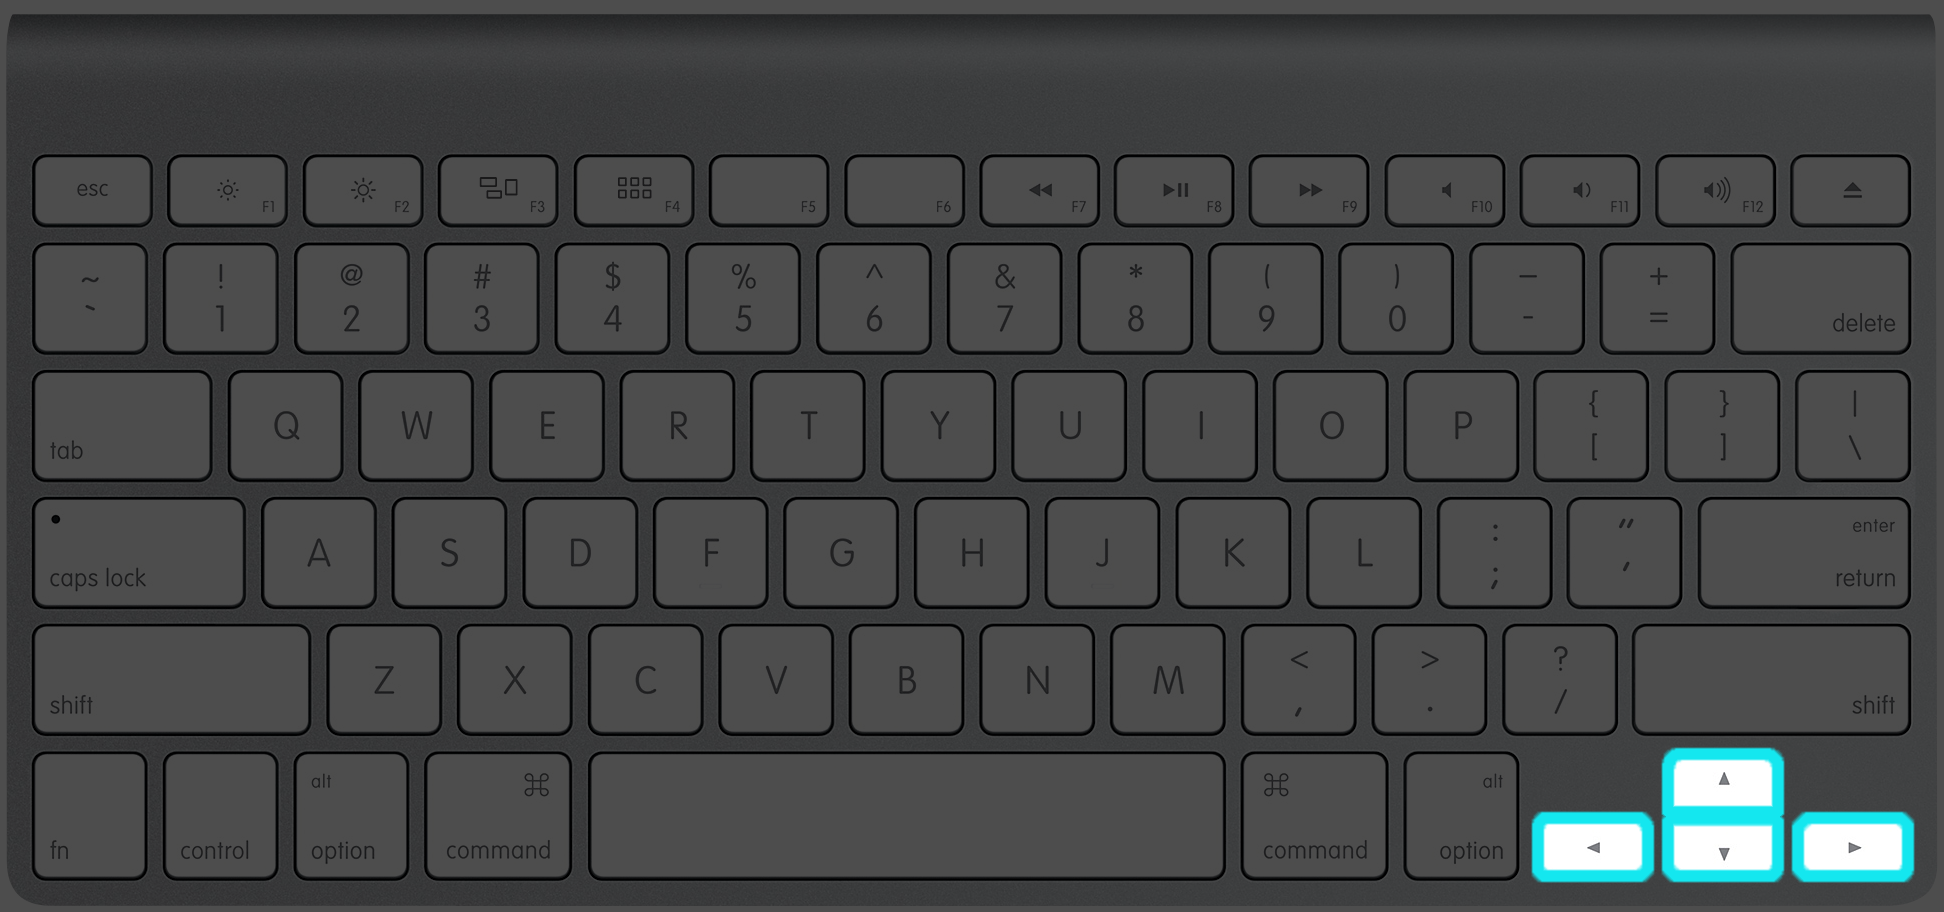 esc F1 F2 F3 F4 F5 F6 F7 F8 F9 F10 F11 F12
~ ! @ # $ % ^ & * ( ) — +
` 1 2 3 4 5 6 7 8 9 0 - = delete
tab Q W E R T Y U I O P { [ } ] | \
caps lock A S D F G H J K L : ; " ' enter return
shift Z X C V B N M < , > . ? / shift
fn control alt option ⌘ command ⌘ command alt option ◄ ▲ ▼ ►